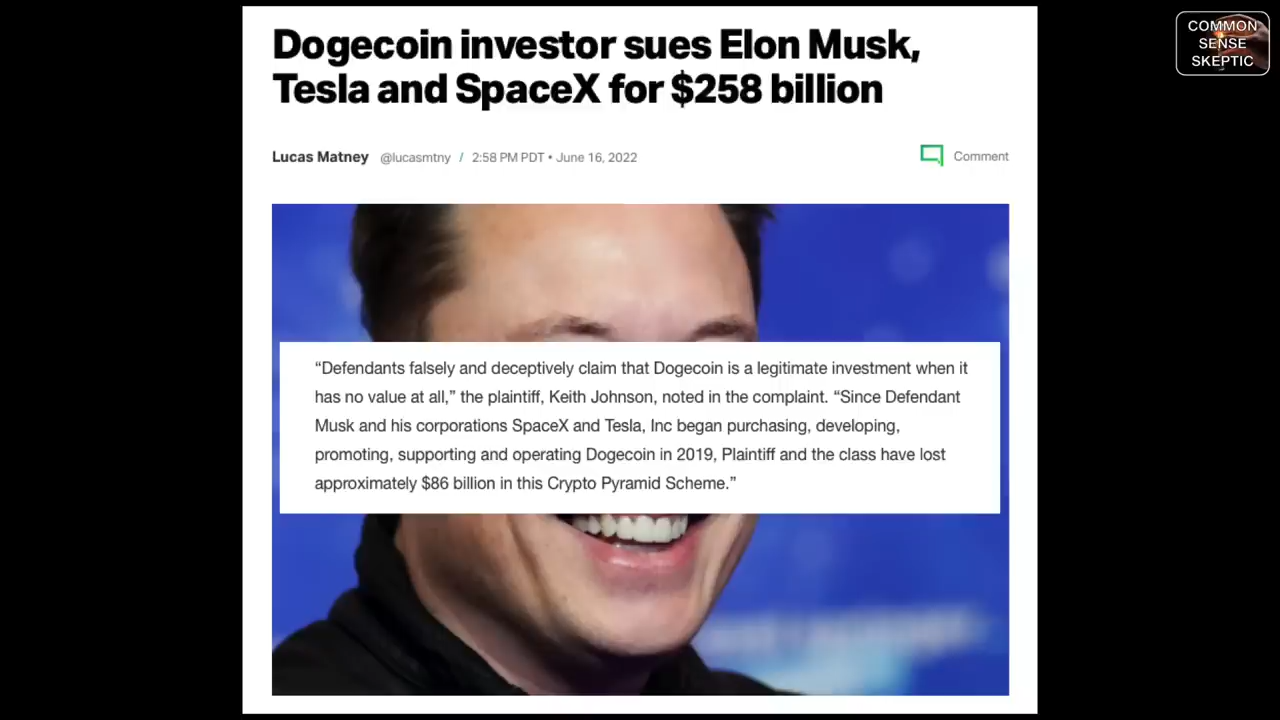 Dogecoin investor sues Elon Musk,
Tesla and SpaceX for $258 billion
Lucas Matney @lucasmtny / 2:58 PM PDT • June 16, 2022
Comment
“Defendants falsely and deceptively claim that Dogecoin is a legitimate investment when it
has no value at all,” the plaintiff, Keith Johnson, noted in the complaint. “Since Defendant
Musk and his corporations SpaceX and Tesla, Inc began purchasing, developing,
promoting, supporting and operating Dogecoin in 2019, Plaintiff and the class have lost
approximately $86 billion in this Crypto Pyramid Scheme.”
COMMON
SENSE
SKEPTIC